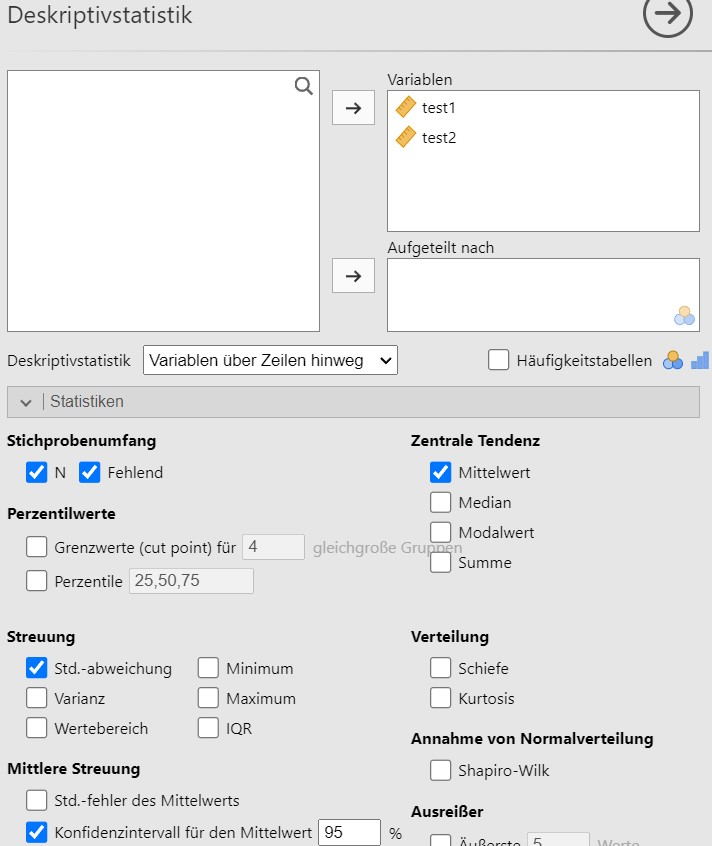 Deskriptivstatistik
Variablen
test1
test2
Aufgeteilt nach
Deskriptivstatistik Variablen über Zeilen hinweg Häufigkeitstabellen
Statistiken
Stichprobenumfang
N Fehlend
Perzentilwerte
Grenzwerte (cut point) für 4 gleichgroße Gruppen
Perzentile 25,50,75
Zentrale Tendenz
Mittelwert
Median
Modalwert
Summe
Streuung
Std.-abweichung Minimum
Varianz Maximum
Wertebereich IQR
Verteilung
Schiefe
Kurtosis
Mittlere Streuung
Std.-fehler des Mittelwerts
Konfidenzintervall für den Mittelwert 95 %
Annahme von Normalverteilung
Shapiro-Wilk
Ausreißer
Äußerste 5 Werte